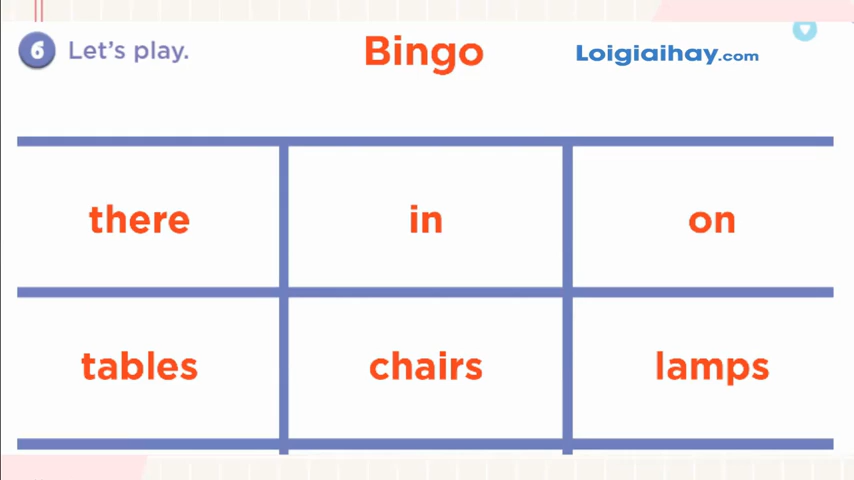 6 Let's play.
Bingo
Loigiaihay.com
there in on
tables chairs lamps